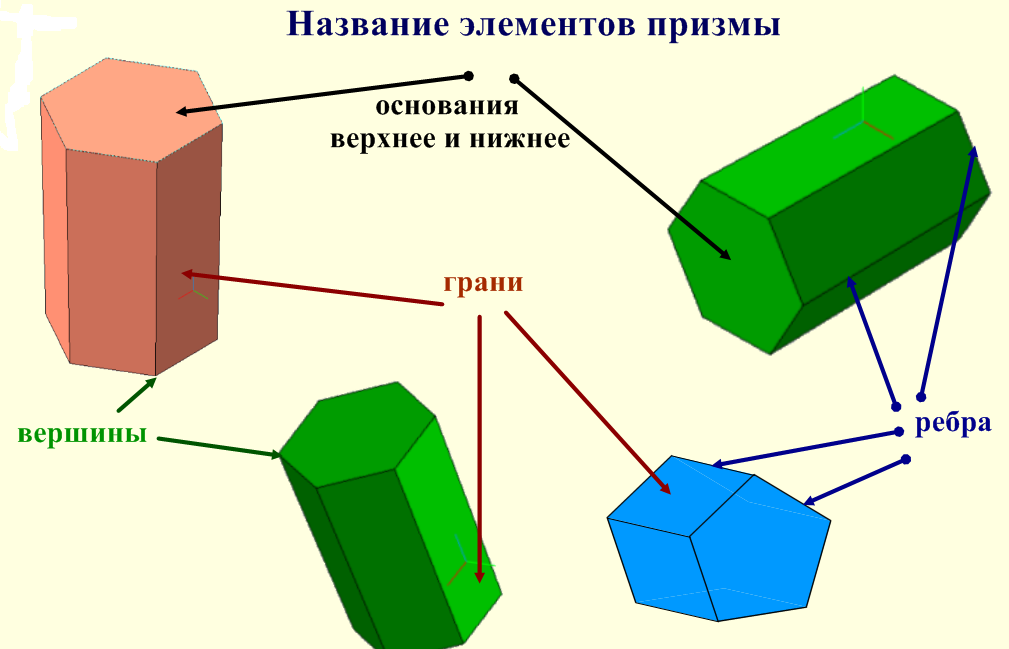 Название элементов призмы
основания
верхнее и нижнее
грани
вершины
ребра